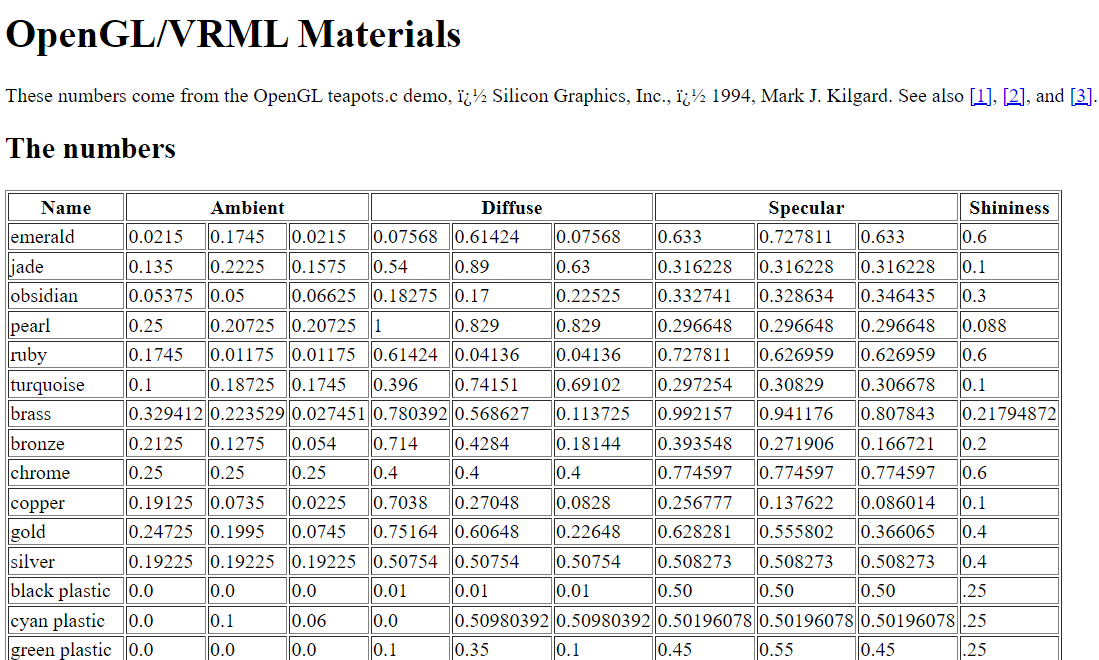 OpenGL/VRML Materials
These numbers come from the OpenGL teapots.c demo, ï¿½ Silicon Graphics, Inc., ï¿½ 1994, Mark J. Kilgard. See also [1], [2], and [3].
The numbers
Name Ambient Diffuse Specular Shininess
emerald 0.0215 0.1745 0.0215 0.07568 0.61424 0.07568 0.633 0.727811 0.633 0.6
jade 0.135 0.2225 0.1575 0.54 0.89 0.63 0.316228 0.316228 0.316228 0.1
obsidian 0.05375 0.05 0.06625 0.18275 0.17 0.22525 0.332741 0.328634 0.346435 0.3
pearl 0.25 0.20725 0.20725 1 0.829 0.829 0.296648 0.296648 0.296648 0.088
ruby 0.1745 0.01175 0.01175 0.61424 0.04136 0.04136 0.727811 0.626959 0.626959 0.6
turquoise 0.1 0.18725 0.1745 0.396 0.74151 0.69102 0.297254 0.30829 0.306678 0.1
brass 0.329412 0.223529 0.027451 0.780392 0.568627 0.113725 0.992157 0.941176 0.807843 0.21794872
bronze 0.2125 0.1275 0.054 0.714 0.4284 0.18144 0.393548 0.271906 0.166721 0.2
chrome 0.25 0.25 0.25 0.4 0.4 0.4 0.774597 0.774597 0.774597 0.6
copper 0.19125 0.0735 0.0225 0.7038 0.27048 0.0828 0.256777 0.137622 0.086014 0.1
gold 0.24725 0.1995 0.0745 0.75164 0.60648 0.22648 0.628281 0.555802 0.366065 0.4
silver 0.19225 0.19225 0.19225 0.50754 0.50754 0.50754 0.508273 0.508273 0.508273 0.4
black plastic 0.0 0.0 0.0 0.01 0.01 0.01 0.50 0.50 0.50 .25
cyan plastic 0.0 0.1 0.06 0.0 0.50980392 0.50980392 0.50196078 0.50196078 0.50196078 .25
green plastic 0.0 0.0 0.0 0.1 0.35 0.1 0.45 0.55 0.45 .25